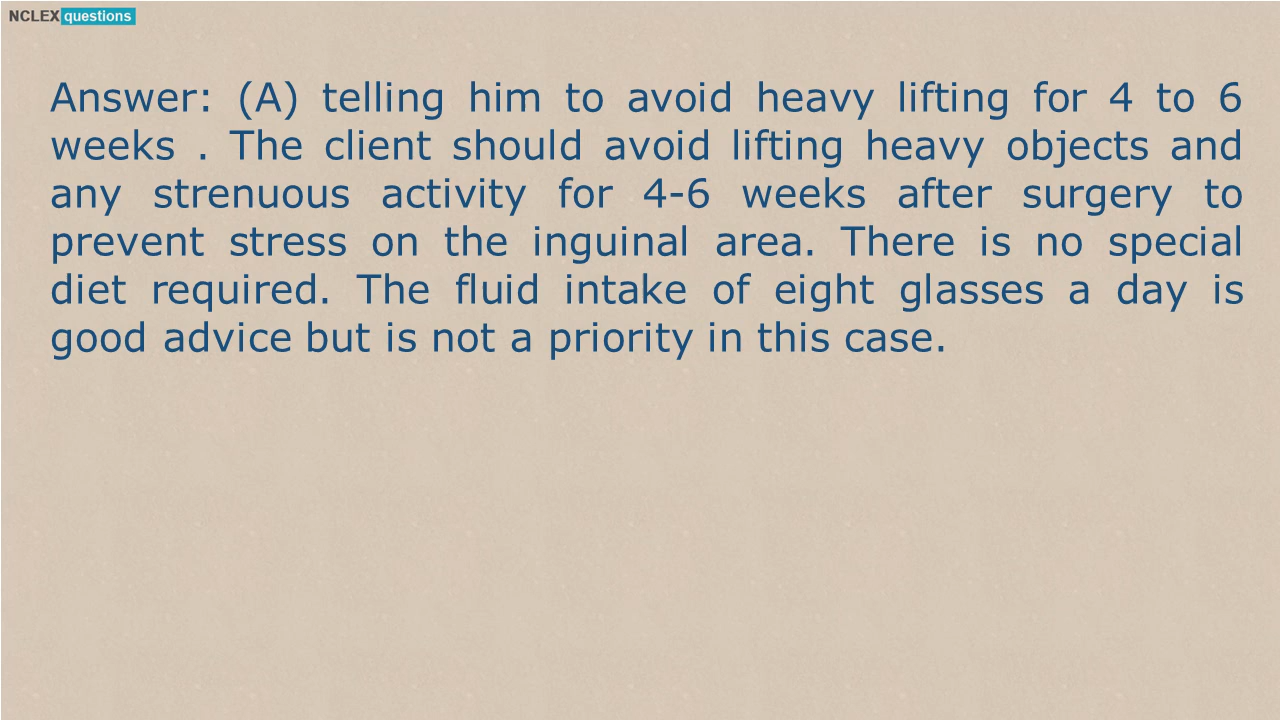 NCLEX questions
Answer: (A) telling him to avoid heavy lifting for 4 to 6
weeks . The client should avoid lifting heavy objects and
any strenuous activity for 4-6 weeks after surgery to
prevent stress on the inguinal area. There is no special
diet required. The fluid intake of eight glasses a day is
good advice but is not a priority in this case.